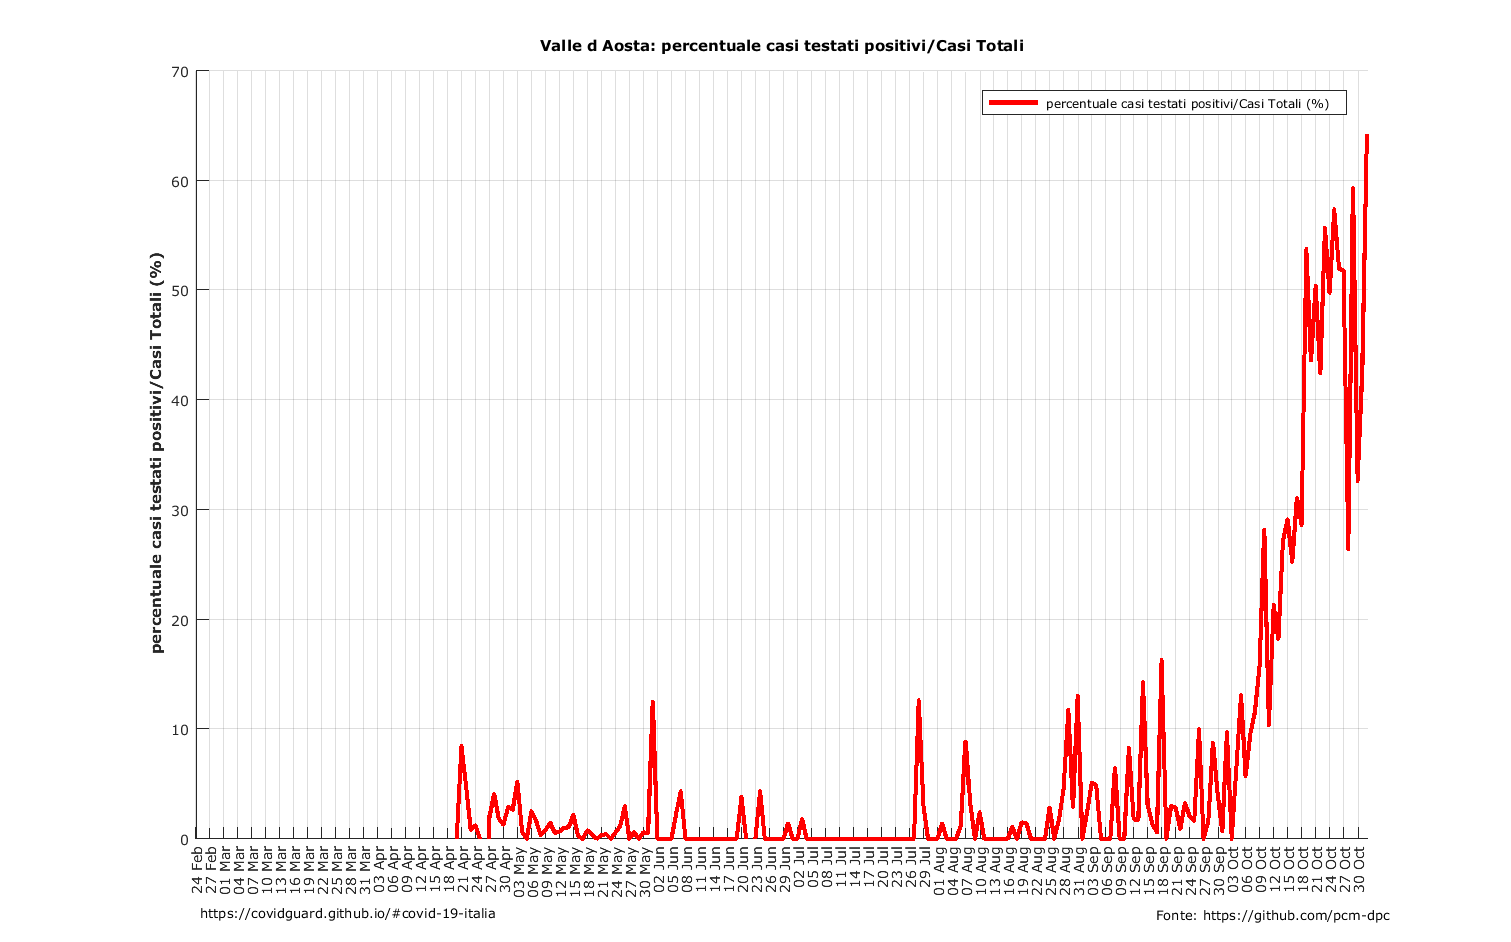 Valle d Aosta: percentuale casi testati positivi/Casi Totali
percentuale casi testati positivi/Casi Totali (%)
percentuale casi testati positivi/Casi Totali (%)
70
60
50
40
30
20
10
0
24 Feb
27 Feb
01 Mar
04 Mar
07 Mar
10 Mar
13 Mar
16 Mar
19 Mar
22 Mar
25 Mar
28 Mar
31 Mar
03 Apr
06 Apr
09 Apr
12 Apr
15 Apr
18 Apr
21 Apr
24 Apr
27 Apr
30 Apr
03 May
06 May
09 May
12 May
15 May
18 May
21 May
24 May
27 May
30 May
02 Jun
05 Jun
08 Jun
11 Jun
14 Jun
17 Jun
20 Jun
23 Jun
26 Jun
29 Jun
02 Jul
05 Jul
08 Jul
11 Jul
14 Jul
17 Jul
20 Jul
23 Jul
26 Jul
29 Jul
01 Aug
04 Aug
07 Aug
10 Aug
13 Aug
16 Aug
19 Aug
22 Aug
25 Aug
28 Aug
31 Aug
03 Sep
06 Sep
09 Sep
12 Sep
15 Sep
18 Sep
21 Sep
24 Sep
27 Sep
30 Sep
03 Oct
06 Oct
09 Oct
12 Oct
15 Oct
18 Oct
21 Oct
24 Oct
27 Oct
30 Oct
https://covidguard.github.io/#covid-19-italia
Fonte: https://github.com/pcm-dpc